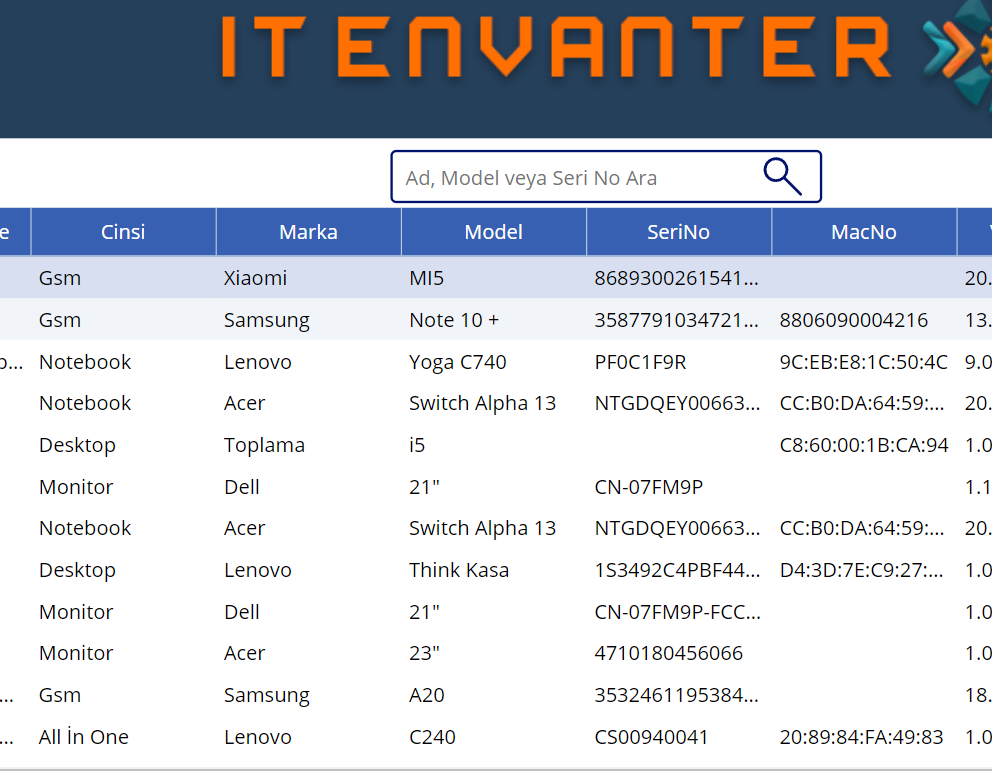 IT ENVANTER
Ad, Model veya Seri No Ara
e Cinsi Marka Model SeriNo MacNo
Gsm Xiaomi MI5 8689300261541... 20.
Gsm Samsung Note 10 + 3587791034721... 8806090004216 13.
... Notebook Lenovo Yoga C740 PF0C1F9R 9C:EB:E8:1C:50:4C 9.0
Notebook Acer Switch Alpha 13 NTGDQEY00663... CC:B0:DA:64:59:... 20.
Desktop Toplama i5 C8:60:00:1B:CA:94 1.0
Monitor Dell 21" CN-07FM9P 1.1
Notebook Acer Switch Alpha 13 NTGDQEY00663... CC:B0:DA:64:59:... 20.
Desktop Lenovo Think Kasa 1S3492C4PBF44... D4:3D:7E:C9:27:... 1.0
Monitor Dell 21" CN-07FM9P-FCC... 1.0
Monitor Acer 23" 4710180456066 1.0
... Gsm Samsung A20 3532461195384... 18.
... All İn One Lenovo C240 CS00940041 20:89:84:FA:49:83 1.0